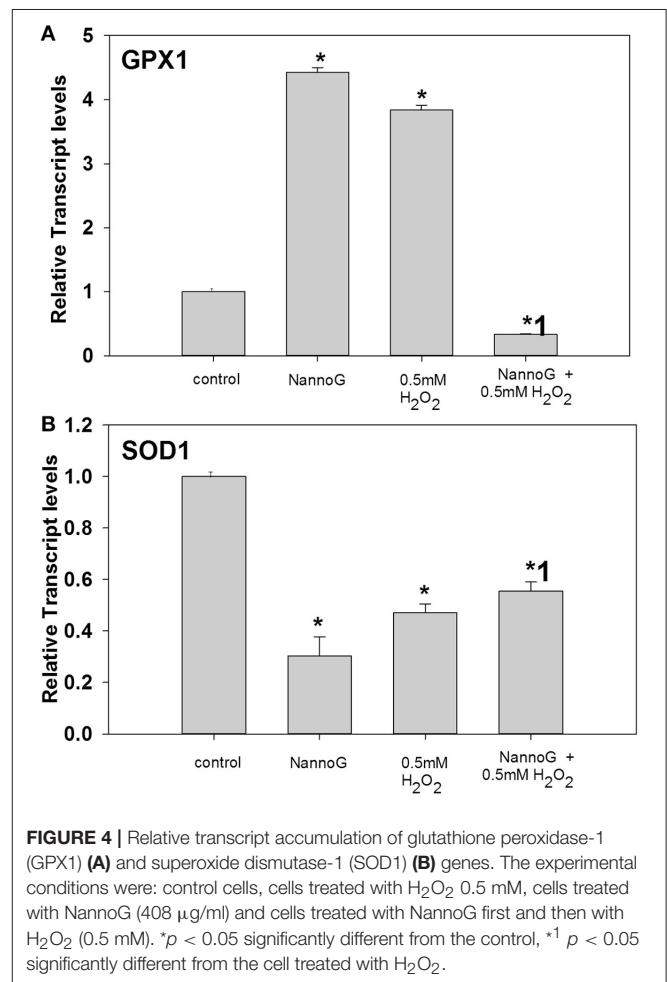 A
GPX1
Relative Transcript levels
5
4
3
2
1
0
*
*
*1
control
NannoG
0.5mM
H₂O₂
NannoG +
0.5mM H₂O₂
B
SOD1
Relative Transcript levels
1.2
1.0
0.8
0.6
0.4
0.2
0.0
*
*
*1
control
NannoG
0.5mM
H₂O₂
NannoG +
0.5mM H₂O₂
FIGURE 4 | Relative transcript accumulation of glutathione peroxidase-1
(GPX1) (A) and superoxide dismutase-1 (SOD1) (B) genes. The experimental
conditions were: control cells, cells treated with H₂O₂ 0.5 mM, cells treated
with NannoG (408 μg/ml) and cells treated with NannoG first and then with
H₂O₂ (0.5 mM). *p < 0.05 significantly different from the control, *¹ p < 0.05
significantly different from the cell treated with H₂O₂.